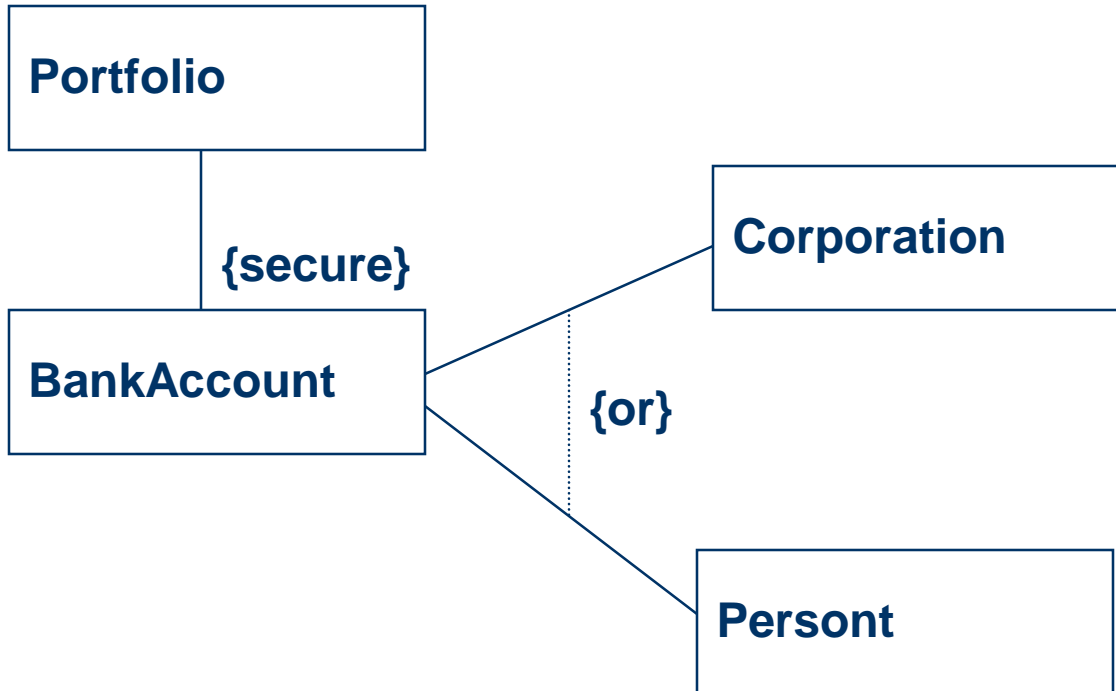 Portfolio
{secure}
Corporation
BankAccount
{or}
Persont